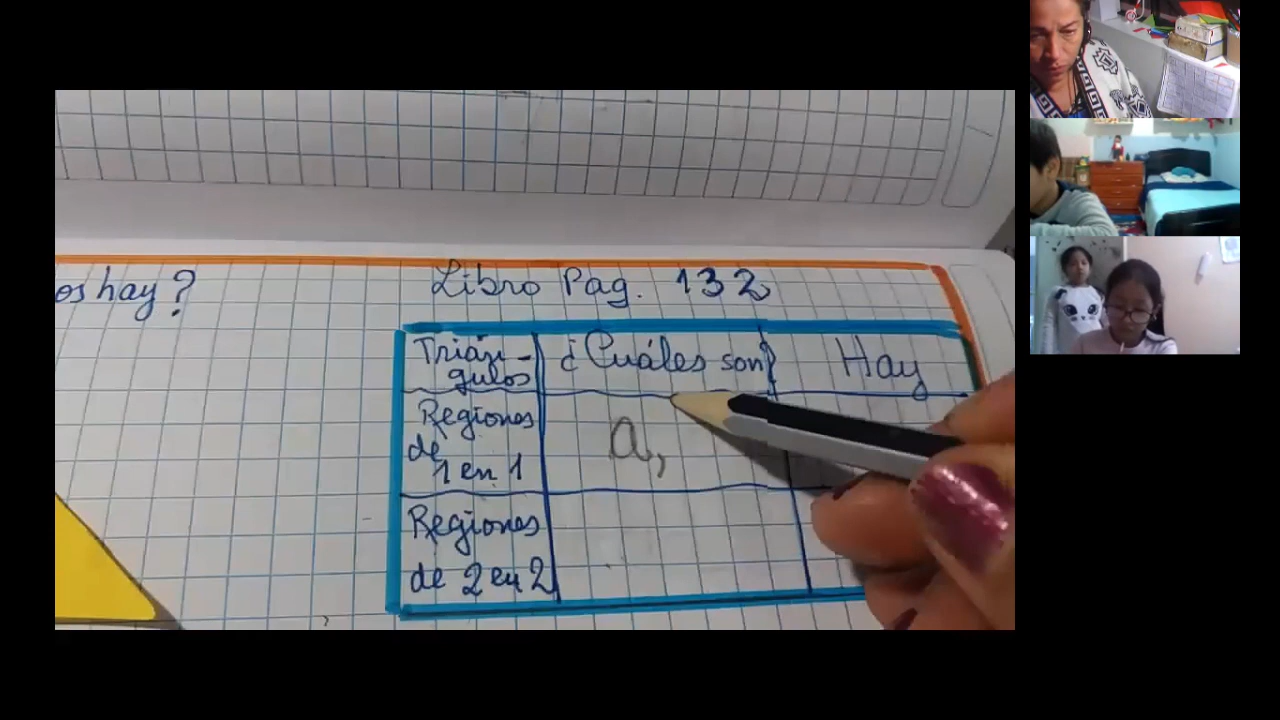 os hay?
Libro Pag. 132
Trián-
gulos
¿Cuáles son?
Hay
Regiones
de
1 en 1
a,
Regiones
de 2 en 2